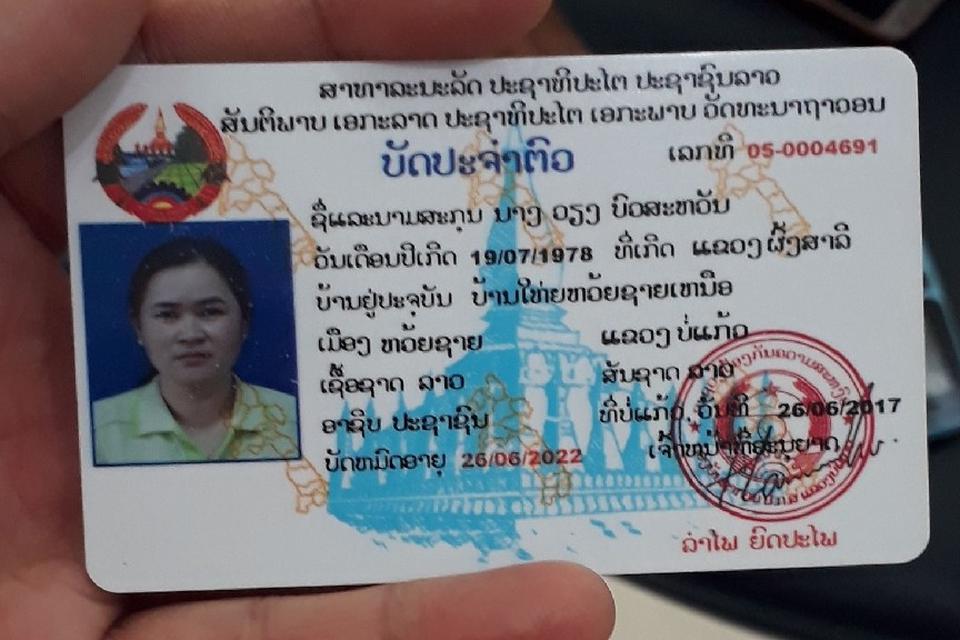 ສາທາລະນະລັດ ປະຊາທິປະໄຕ ປະຊາຊົນລາວ
ສັນຕິພາບ ເອກະລາດ ປະຊາທິປະໄຕ ເອກະພາບ ວັດທະນາຖາວອນ
ບັດປະຈຳຕົວ ເລກທີ 05-0004691
ຊື່ແລະນາມສະກຸນ ນາງ ວຽງ ບົວສະຫວັນ
ວັນເດືອນປີເກີດ 19/07/1978 ທີ່ເກີດ ແຂວງຜົ້ງສາລີ
ບ້ານຢູ່ປະຈຸບັນ ບ້ານໃຫ່ຍຫວ້ຍຊາຍເຫນືອ
ເມືອງ ຫວ້ຍຊາຍ ແຂວງ ບໍ່ແກ້ວ
ເຊື້ອຊາດ ລາວ ສັນຊາດ ລາວ
ອາຊິບ ປະຊາຊົນ ທີ່ບໍ່ແກ້ວ, ວັນທີ 26/06/2017
ບັດຫມົດອາຍຸ 26/06/2022 ເຈົ້າຫນ້າທີ່ອະນຸຍາດ
ລຳໄພ ຍົດປະໄພ